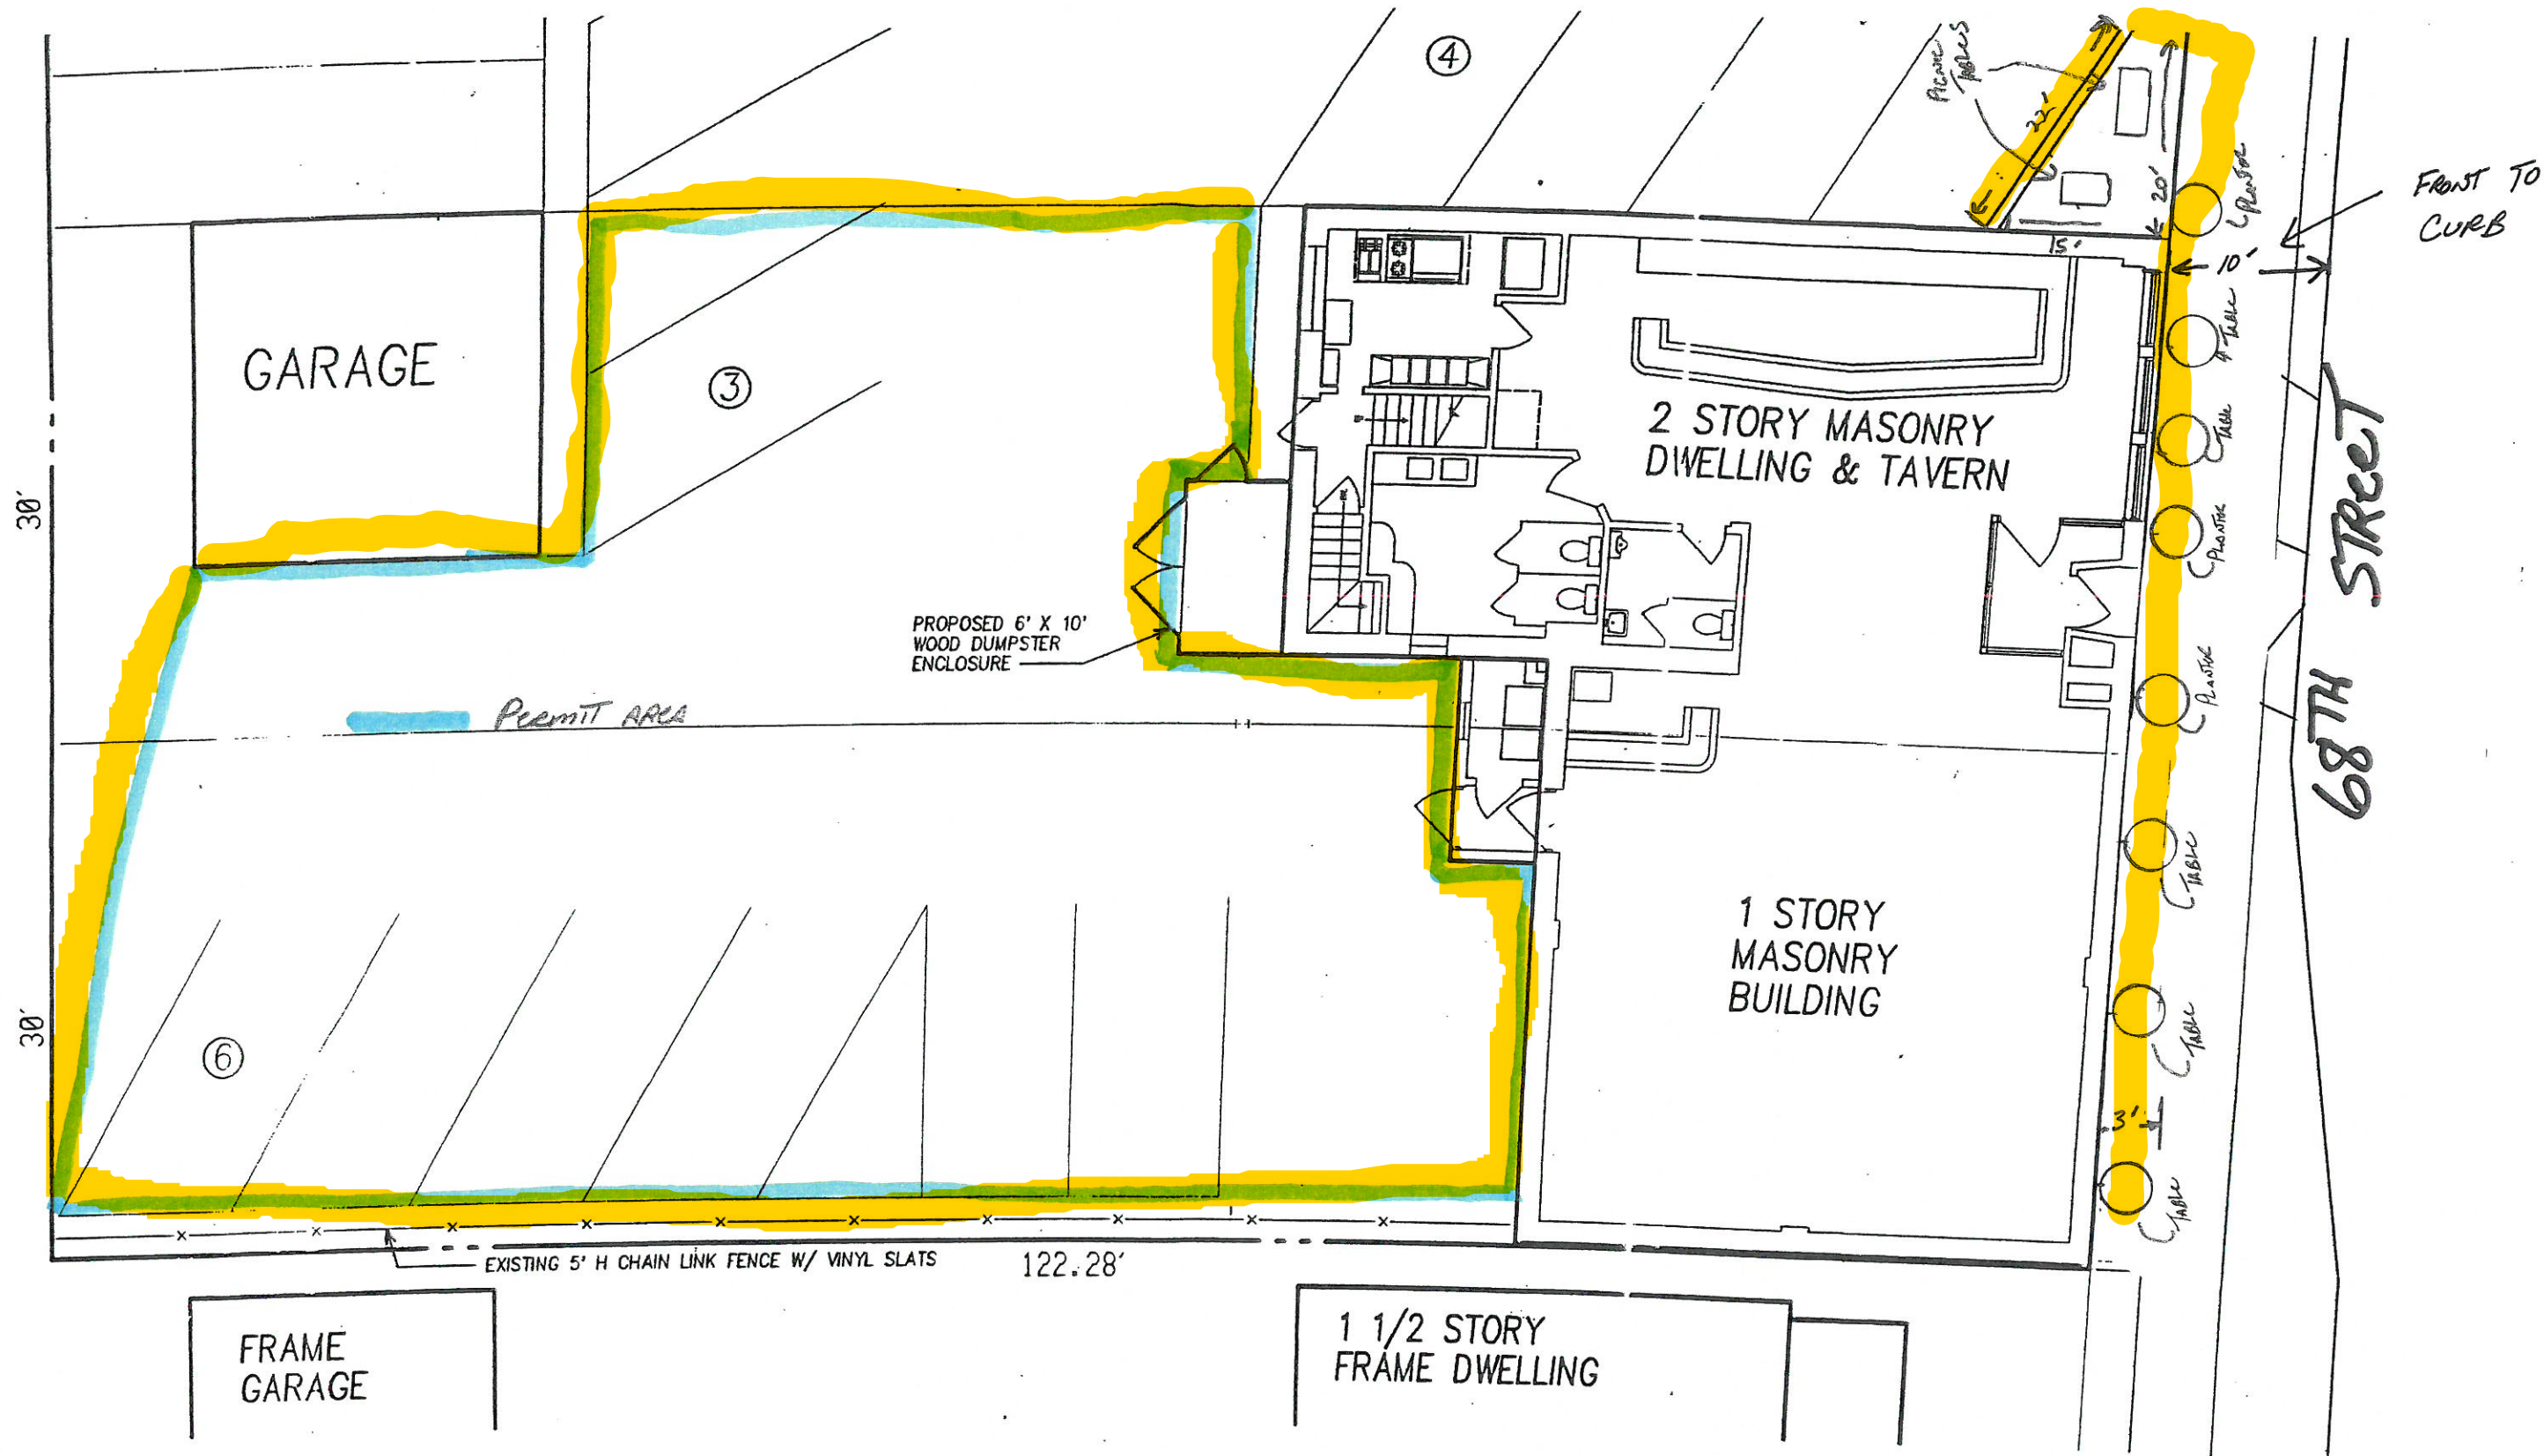 ④
PICNIC
TABLES
22'
20'
PLANTER
FRONT TO
CURB
15'
10'
TABLE
GARAGE
③
2 STORY MASONRY
DWELLING & TAVERN
TABLE
30'
PLANTER
68TH STREET
PROPOSED 6' X 10'
WOOD DUMPSTER
ENCLOSURE
PERMIT AREA
PLANTER
TABLE
1 STORY
MASONRY
BUILDING
30'
⑥
TABLE
3'
TABLE
EXISTING 5' H CHAIN LINK FENCE W/ VINYL SLATS
122.28'
FRAME
GARAGE
1 1/2 STORY
FRAME DWELLING